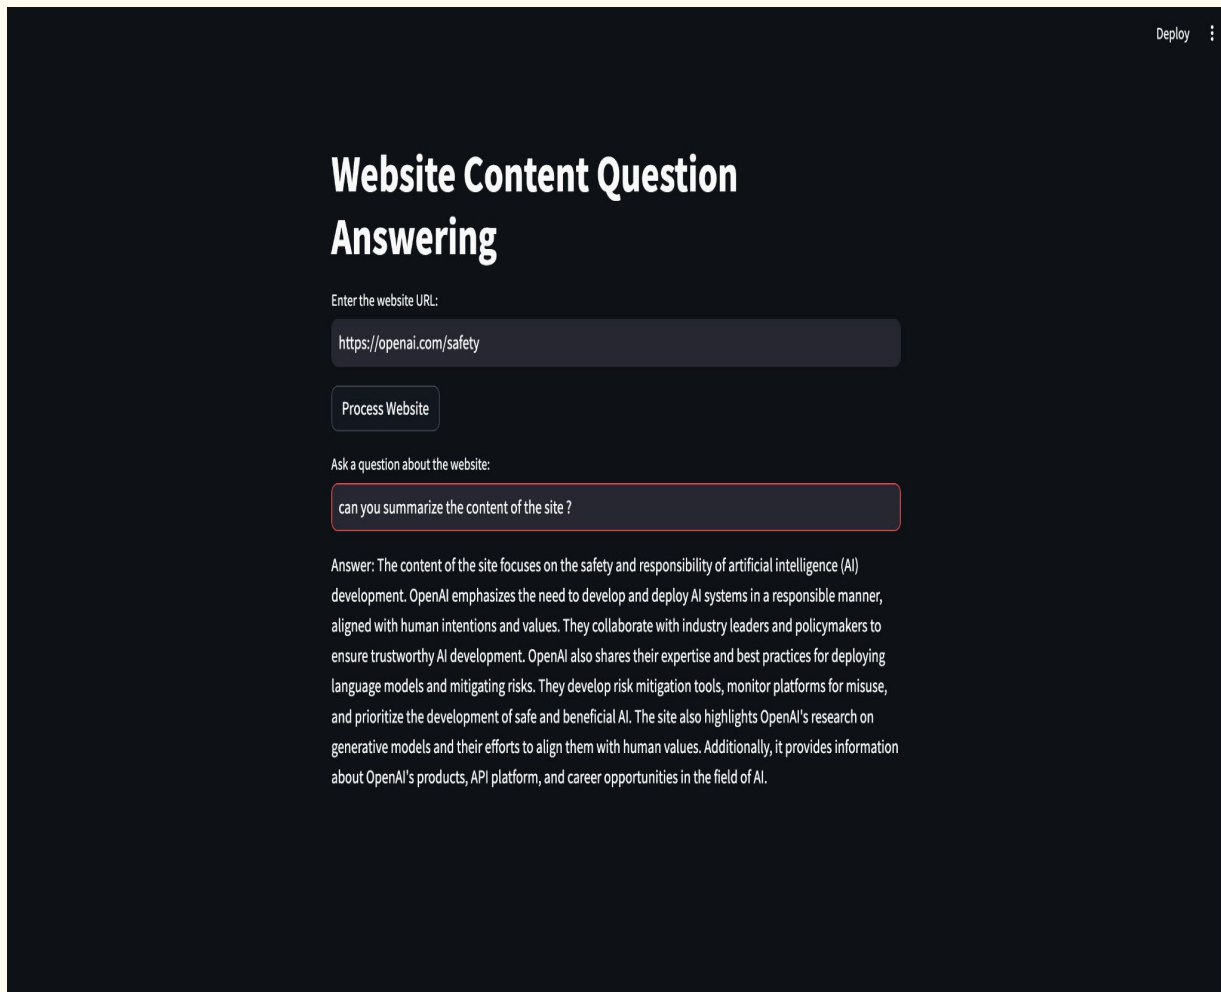 Deploy
Website Content Question
Answering
Enter the website URL:
https://openai.com/safety
Process Website
Ask a question about the website:
can you summarize the content of the site ?
Answer: The content of the site focuses on the safety and responsibility of artificial intelligence (AI)
development. OpenAI emphasizes the need to develop and deploy AI systems in a responsible manner,
aligned with human intentions and values. They collaborate with industry leaders and policymakers to
ensure trustworthy AI development. OpenAI also shares their expertise and best practices for deploying
language models and mitigating risks. They develop risk mitigation tools, monitor platforms for misuse,
and prioritize the development of safe and beneficial AI. The site also highlights OpenAI's research on
generative models and their efforts to align them with human values. Additionally, it provides information
about OpenAI's products, API platform, and career opportunities in the field of AI.